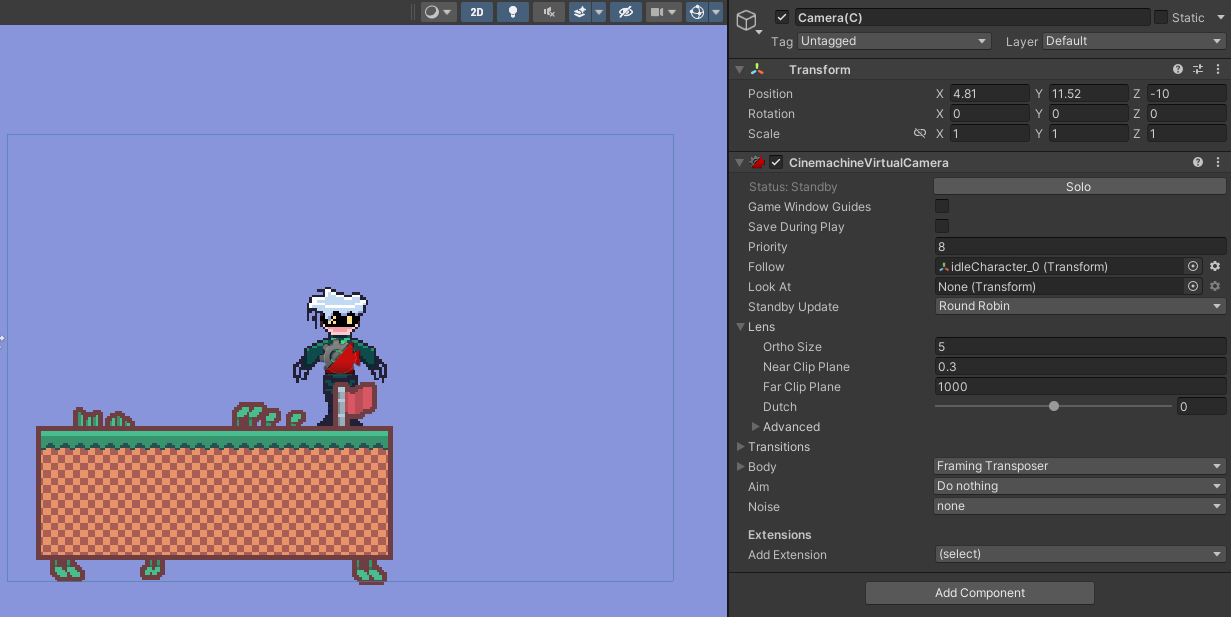 2D
Camera(C)
Static
Tag Untagged Layer Default
Transform
Position X 4.81 Y 11.52 Z -10
Rotation X 0 Y 0 Z 0
Scale X 1 Y 1 Z 1
CinemachineVirtualCamera
Status: Standby Solo
Game Window Guides
Save During Play
Priority 8
Follow idleCharacter_0 (Transform)
Look At None (Transform)
Standby Update Round Robin
Lens
Ortho Size 5
Near Clip Plane 0.3
Far Clip Plane 1000
Dutch 0
Advanced
Transitions
Body Framing Transposer
Aim Do nothing
Noise none
Extensions
Add Extension (select)
Add Component